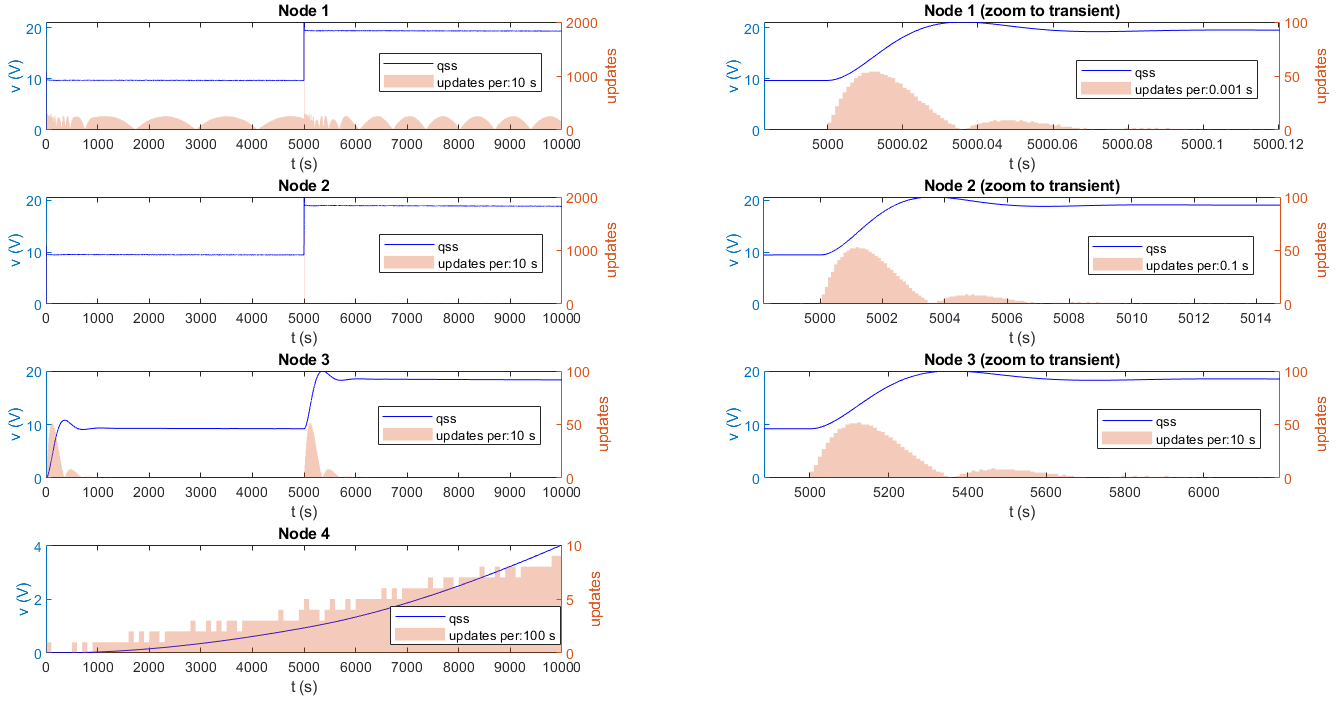 Node 1
20
10
0
v (V)
2000
1000
0
updates
qss
updates per:10 s
0 1000 2000 3000 4000 5000 6000 7000 8000 9000 10000
t (s)
Node 1 (zoom to transient)
20
10
0
v (V)
100
50
0
updates
qss
updates per:0.001 s
5000 5000.02 5000.04 5000.06 5000.08 5000.1 5000.12
t (s)
Node 2
20
10
0
v (V)
2000
1000
0
updates
qss
updates per:10 s
0 1000 2000 3000 4000 5000 6000 7000 8000 9000 10000
t (s)
Node 2 (zoom to transient)
20
10
0
v (V)
100
50
0
updates
qss
updates per:0.1 s
5000 5002 5004 5006 5008 5010 5012 5014
t (s)
Node 3
20
10
0
v (V)
100
50
0
updates
qss
updates per:10 s
0 1000 2000 3000 4000 5000 6000 7000 8000 9000 10000
t (s)
Node 3 (zoom to transient)
20
10
0
v (V)
100
50
0
updates
qss
updates per:10 s
5000 5200 5400 5600 5800 6000
t (s)
Node 4
4
2
0
v (V)
10
5
0
updates
qss
updates per:100 s
0 1000 2000 3000 4000 5000 6000 7000 8000 9000 10000
t (s)